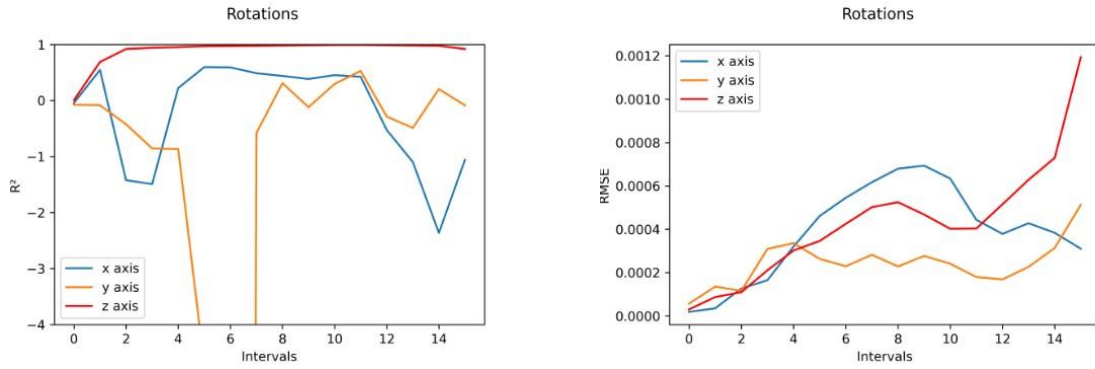 Rotations
1
0
−1
−2
−3
−4
R²
x axis
y axis
z axis
0 2 4 6 8 10 12 14
Intervals
Rotations
0.0012
0.0010
0.0008
0.0006
0.0004
0.0002
0.0000
RMSE
x axis
y axis
z axis
0 2 4 6 8 10 12 14
Intervals